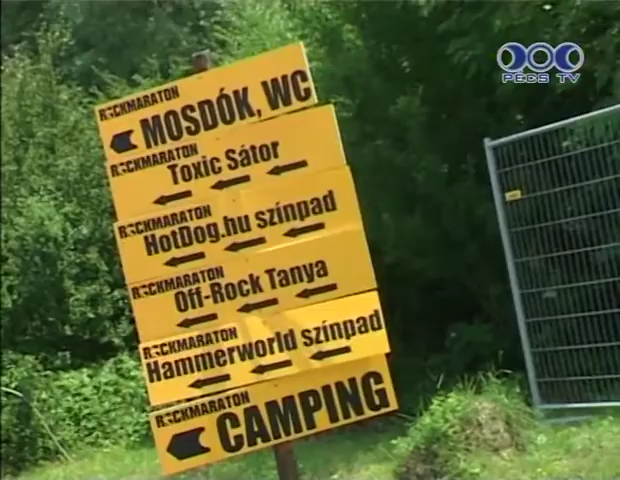 PÉCS TV
ROCKMARATON
MOSDÓK, WC
ROCKMARATON
Toxic Sátor
ROCKMARATON
HotDog.hu színpad
ROCKMARATON
Off-Rock Tanya
ROCKMARATON
Hammerworld színpad
ROCKMARATON
CAMPING